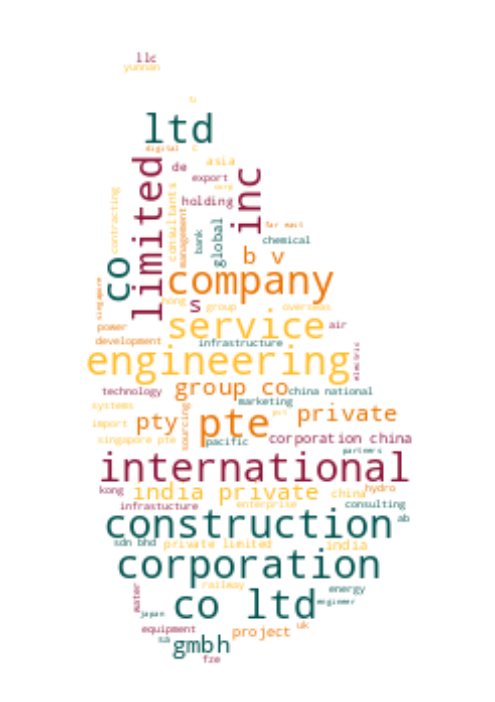 llc
yunnan
ltd
digital
c
limited
de
asia
export
corp
holding
inc
contracting
consultants
management
bank
global
far east
chemical
co
b v
company
singapore
hong
s
group
overseas
power
service
air
development
infrastructure
engineering
electric
technology
group co
china national
marketing
systems
import
pty
sourcing
pte
private
singapore pte
pacific
corporation china
partners
international
kong
india private
china
hydro
infrastucture
enterprise
consulting
construction
ab
sdn bhd
private limited
india
corporation
railway
energy
water
co ltd
engineer
japan
equipment
project
uk
sa
gmbh
fze